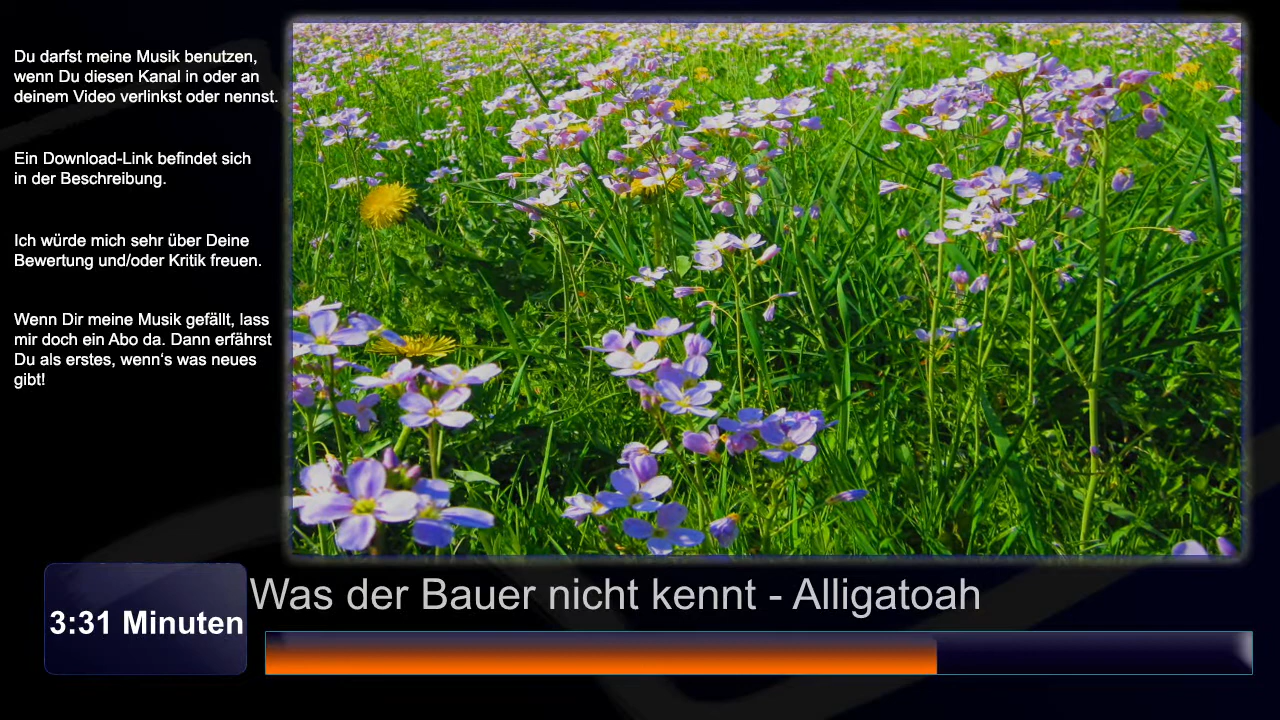 Du darfst meine Musik benutzen,
wenn Du diesen Kanal in oder an
deinem Video verlinkst oder nennst.
Ein Download-Link befindet sich
in der Beschreibung.
Ich würde mich sehr über Deine
Bewertung und/oder Kritik freuen.
Wenn Dir meine Musik gefällt, lass
mir doch ein Abo da. Dann erfährst
Du als erstes, wenn's was neues
gibt!
Was der Bauer nicht kennt - Alligatoah
3:31 Minuten